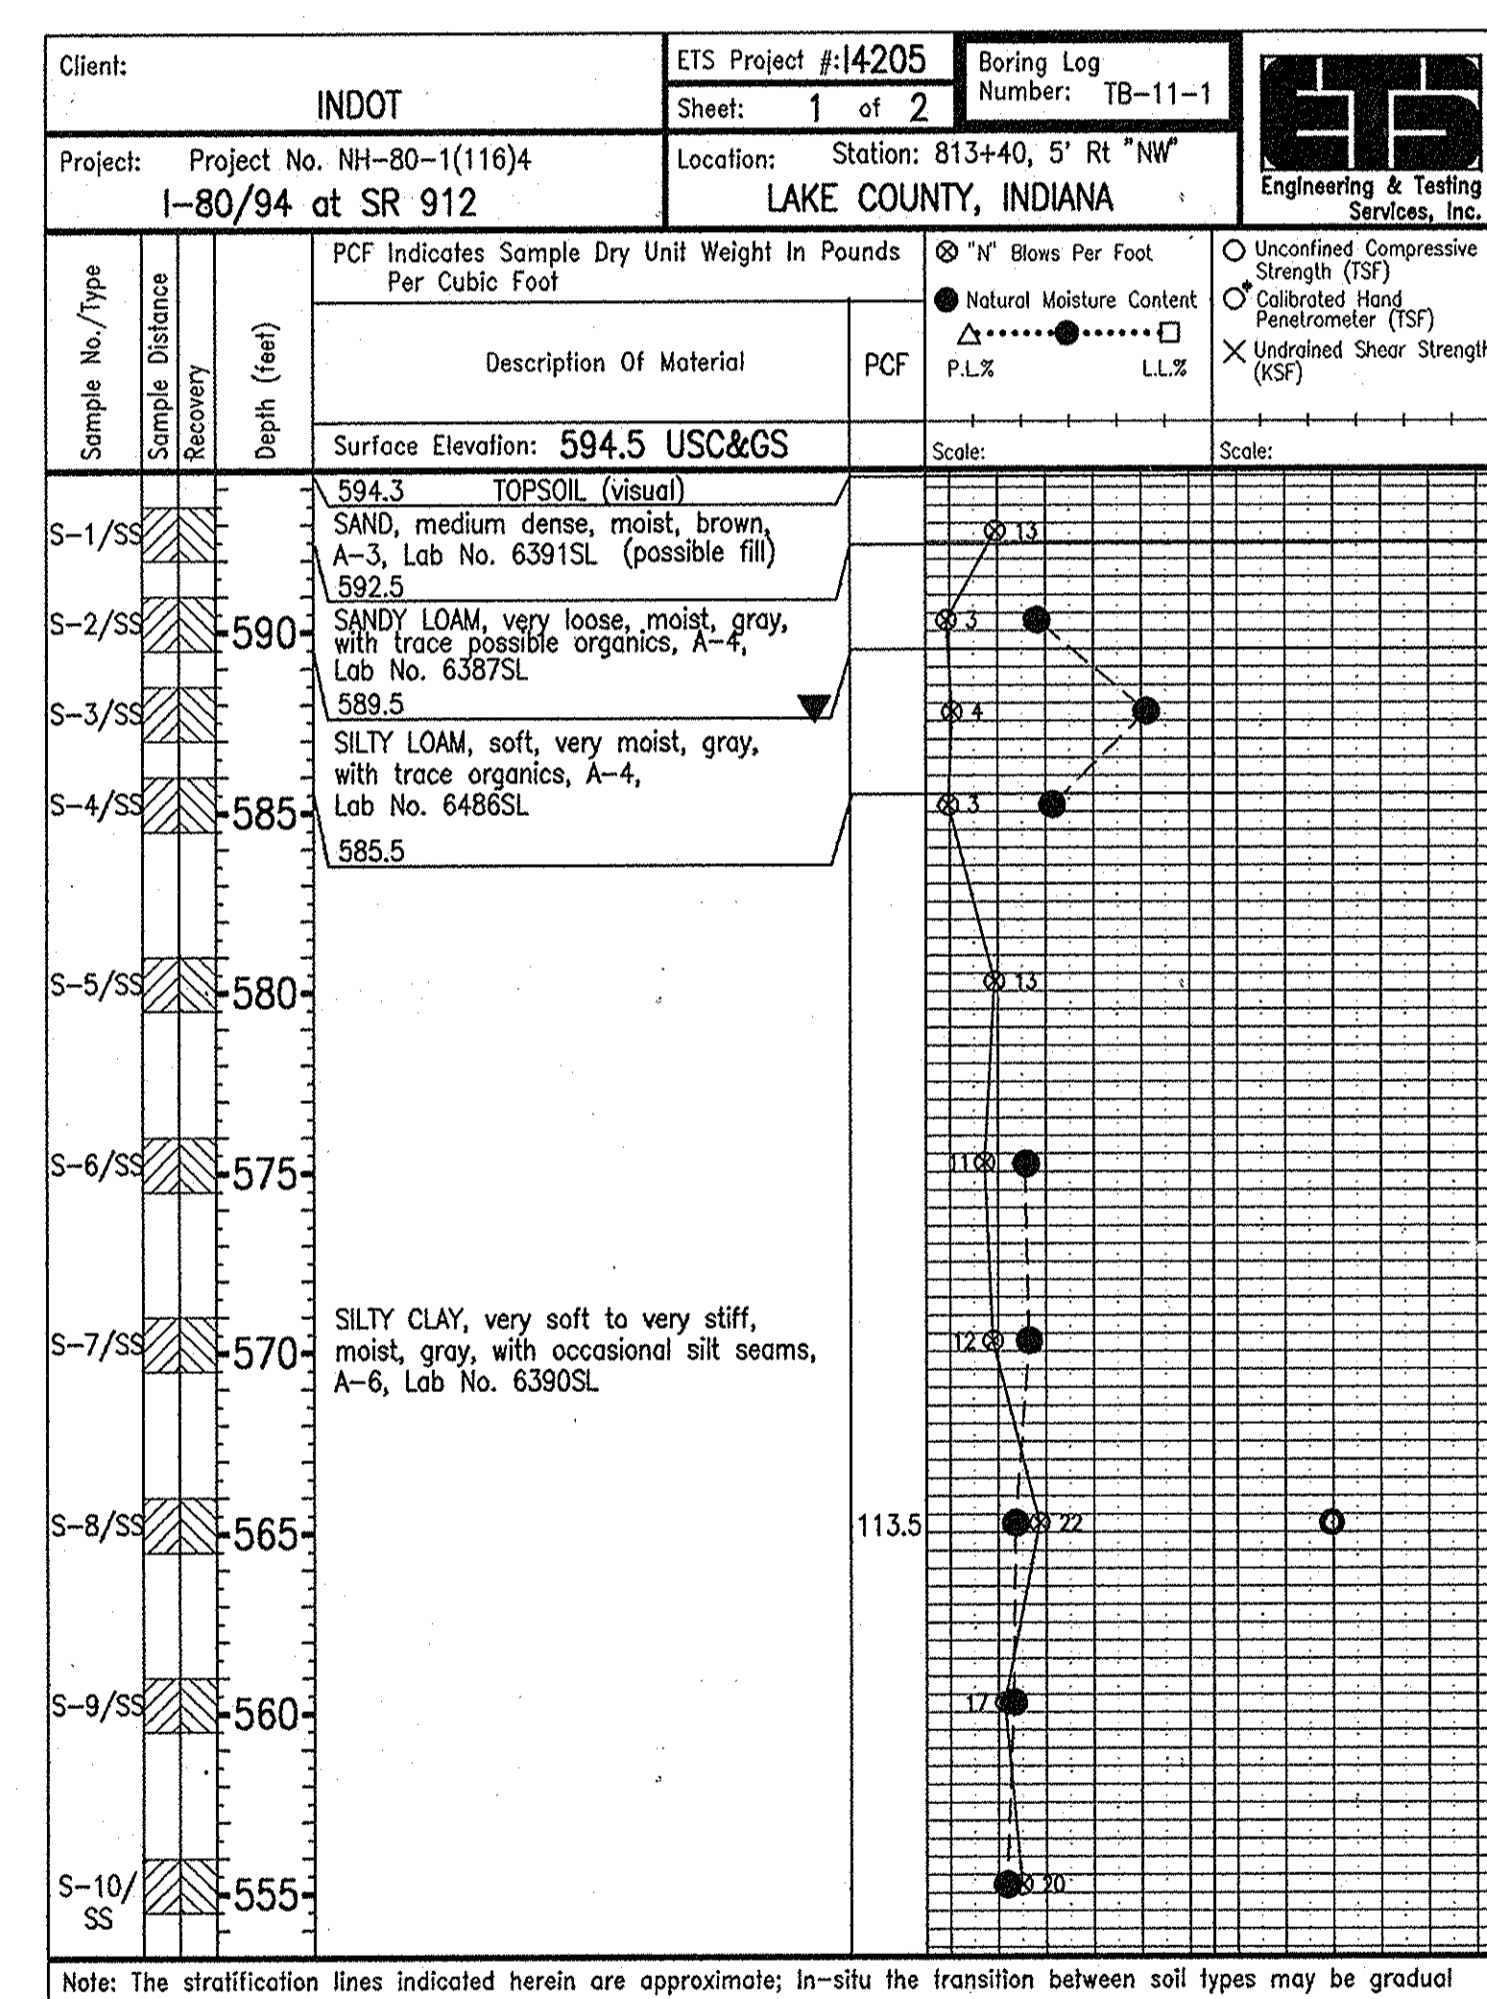 Client:
INDOT
ETS Project #:14205
Sheet: 1 of 2
Boring Log
Number: TB-11-1
ETS
Engineering & Testing
Services, Inc.
Project: Project No. NH-80-1(116)4
I-80/94 at SR 912
Location: Station: 813+40, 5' Rt "NW"
LAKE COUNTY, INDIANA
Sample No./Type
Sample Distance
Recovery
Depth (feet)
PCF Indicates Sample Dry Unit Weight In Pounds
Per Cubic Foot
Description Of Material
PCF
Surface Elevation: 594.5 USC&GS
"N" Blows Per Foot
Natural Moisture Content
P.L.% L.L.%
Scale:
Unconfined Compressive
Strength (TSF)
Calibrated Hand
Penetrometer (TSF)
Undrained Shear Strength
(KSF)
Scale:
594.3 TOPSOIL (visual)
S-1/SS
SAND, medium dense, moist, brown,
A-3, Lab No. 6391SL (possible fill)
592.5
13
S-2/SS
590
SANDY LOAM, very loose, moist, gray,
with trace possible organics, A-4,
Lab No. 6387SL
589.5
3
S-3/SS
4
SILTY LOAM, soft, very moist, gray,
with trace organics, A-4,
Lab No. 6486SL
585.5
S-4/SS
585
3
S-5/SS
580
13
S-6/SS
575
11
S-7/SS
570
SILTY CLAY, very soft to very stiff,
moist, gray, with occasional silt seams,
A-6, Lab No. 6390SL
12
S-8/SS
565
113.5
22
S-9/SS
560
17
S-10/
SS
555
20
Note: The stratification lines indicated herein are approximate; In-situ the transition between soil types may be gradual